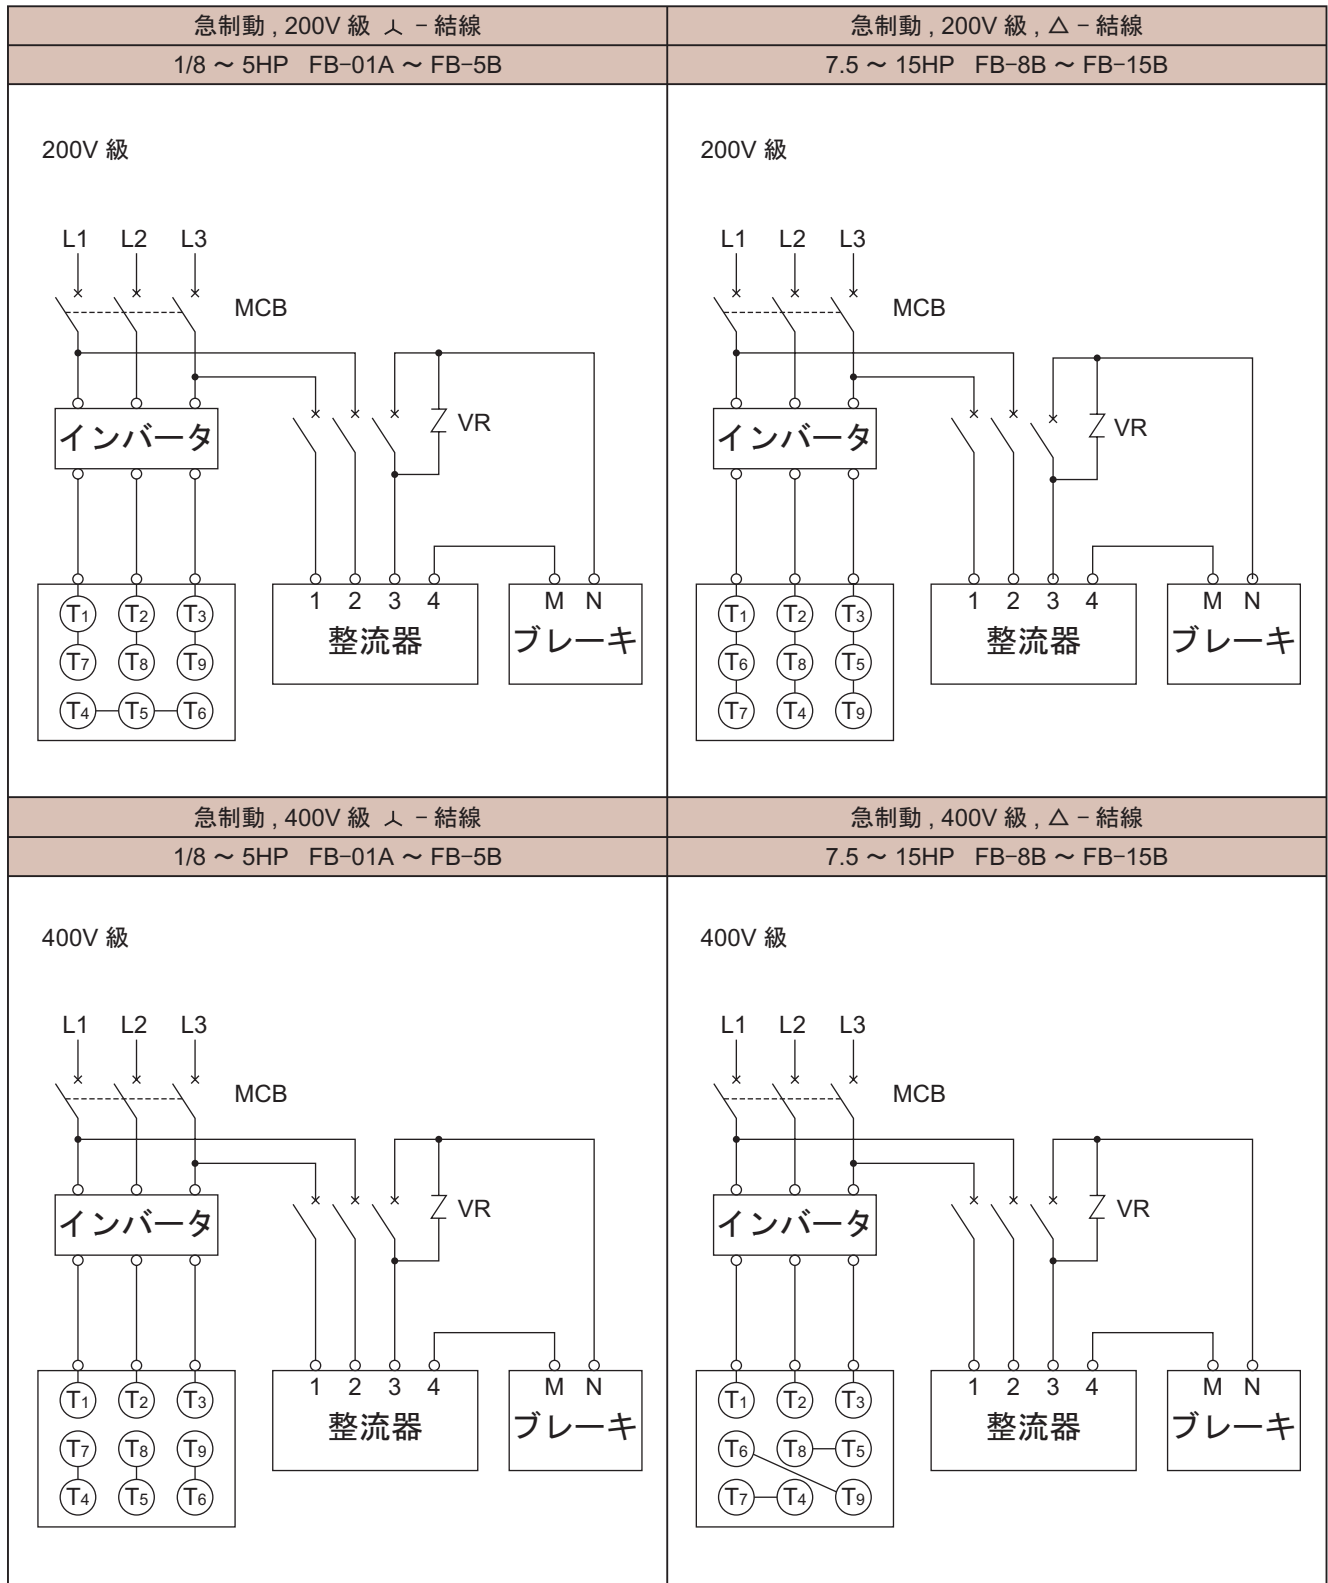 急制動 , 200V 級 人 − 結線
1/8 ～ 5HP FB−01A ～ FB−5B
200V 級
L1 L2 L3
MCB
VR
インバータ
1 2 3 4
M N
整流器
ブレーキ
T1 T2 T3
T7 T8 T9
T4 T5 T6
急制動 , 200V 級 , △ − 結線
7.5 ～ 15HP FB−8B ～ FB−15B
200V 級
L1 L2 L3
MCB
VR
インバータ
1 2 3 4
M N
整流器
ブレーキ
T1 T2 T3
T6 T8 T5
T7 T4 T9
急制動 , 400V 級 人 − 結線
1/8 ～ 5HP FB−01A ～ FB−5B
400V 級
L1 L2 L3
MCB
VR
インバータ
1 2 3 4
M N
整流器
ブレーキ
T1 T2 T3
T7 T8 T9
T4 T5 T6
急制動 , 400V 級 , △ − 結線
7.5 ～ 15HP FB−8B ～ FB−15B
400V 級
L1 L2 L3
MCB
VR
インバータ
1 2 3 4
M N
整流器
ブレーキ
T1 T2 T3
T6 T8 T5
T7 T4 T9